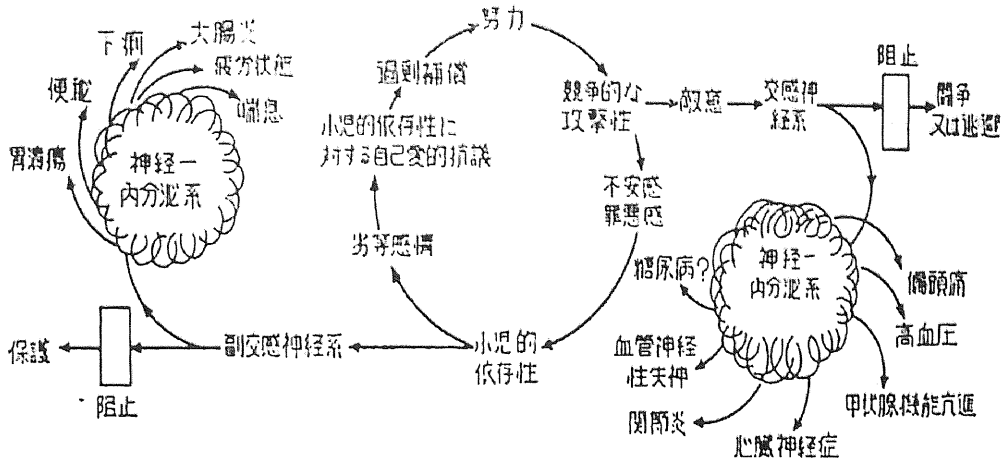 努力
過剰補償
小児的依存性に
対する自己愛的抗議
劣等感情
競争的な
攻撃性
敵意
交感神
経系
阻止
闘争
又は逃避
不安感
罪悪感
小児的
依存性
副交感神経系
阻止
保護
下痢
大腸炎
疲労状態
喘息
便秘
胃潰瘍
神経—
内分泌系
神経—
内分泌系
糖尿病?
偏頭痛
高血圧
血管神経
性失神
甲状腺機能亢進
関節炎
心臓神経症